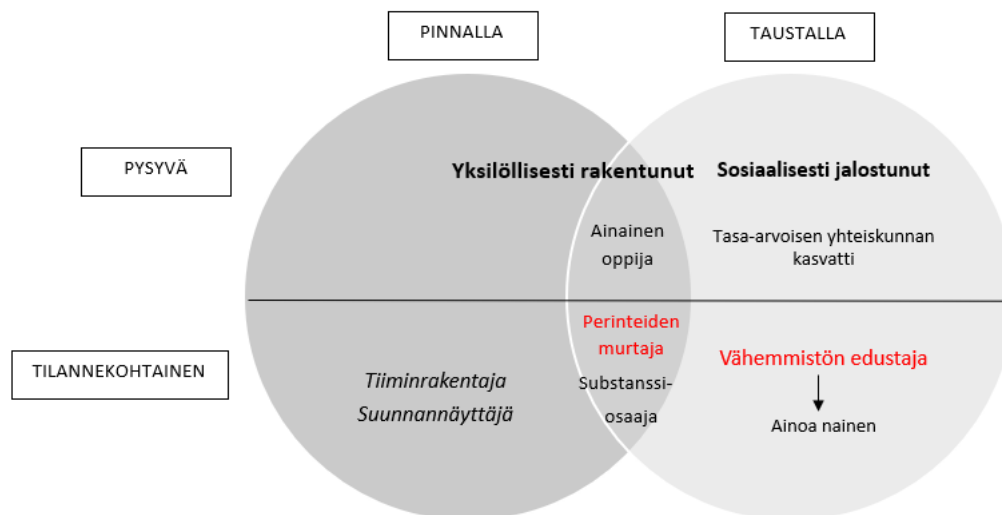 PINNALLA
TAUSTALLA
PYSYVÄ
Yksilöllisesti rakentunut
Sosiaalisesti jalostunut
Ainainen
oppija
Tasa-arvoisen yhteiskunnan
kasvatti
TILANNEKOHTAINEN
Tiiminrakentaja
Suunnannäyttäjä
Perinteiden
murtaja
Substanssi-
osaaja
Vähemmistön edustaja
Ainoa nainen